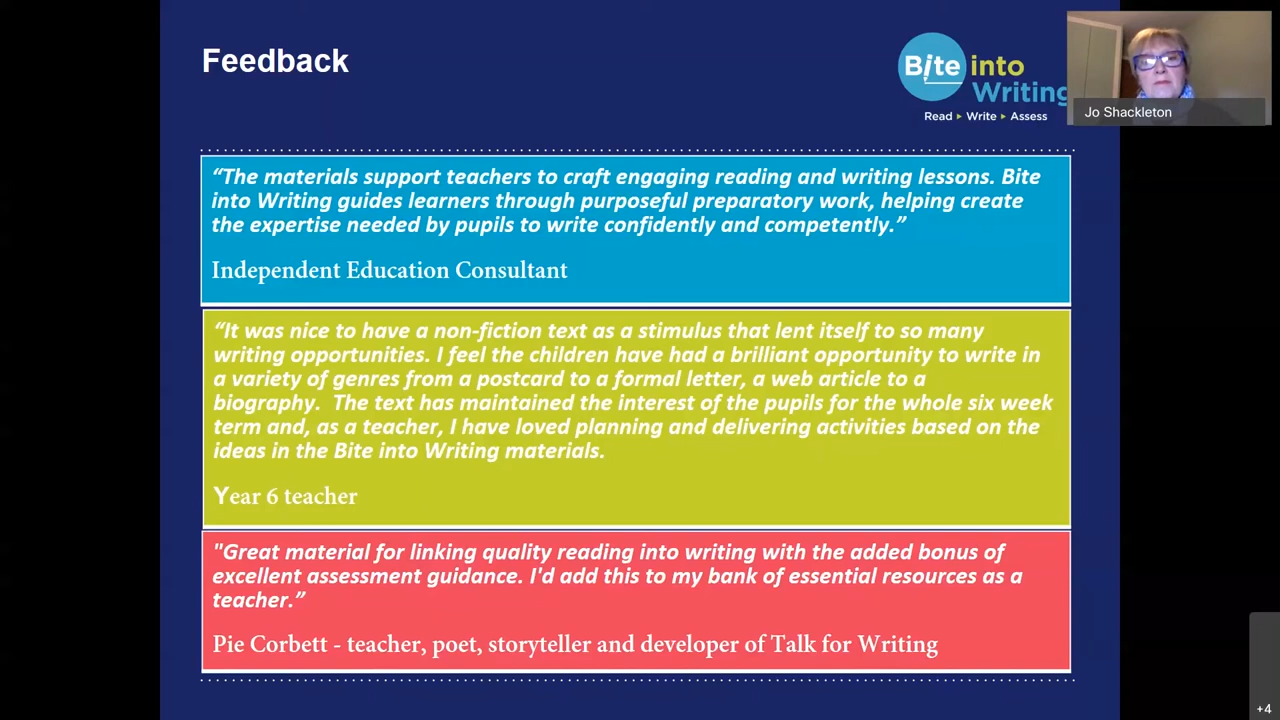 Feedback
Bite into
Writing
Read ▸ Write ▸ Assess
Jo Shackleton
“The materials support teachers to craft engaging reading and writing lessons. Bite
into Writing guides learners through purposeful preparatory work, helping create
the expertise needed by pupils to write confidently and competently.”
Independent Education Consultant
“It was nice to have a non-fiction text as a stimulus that lent itself to so many
writing opportunities. I feel the children have had a brilliant opportunity to write in
a variety of genres from a postcard to a formal letter, a web article to a
biography.  The text has maintained the interest of the pupils for the whole six week
term and, as a teacher, I have loved planning and delivering activities based on the
ideas in the Bite into Writing materials.
Year 6 teacher
"Great material for linking quality reading into writing with the added bonus of
excellent assessment guidance. I'd add this to my bank of essential resources as a
teacher.”
Pie Corbett - teacher, poet, storyteller and developer of Talk for Writing
+4